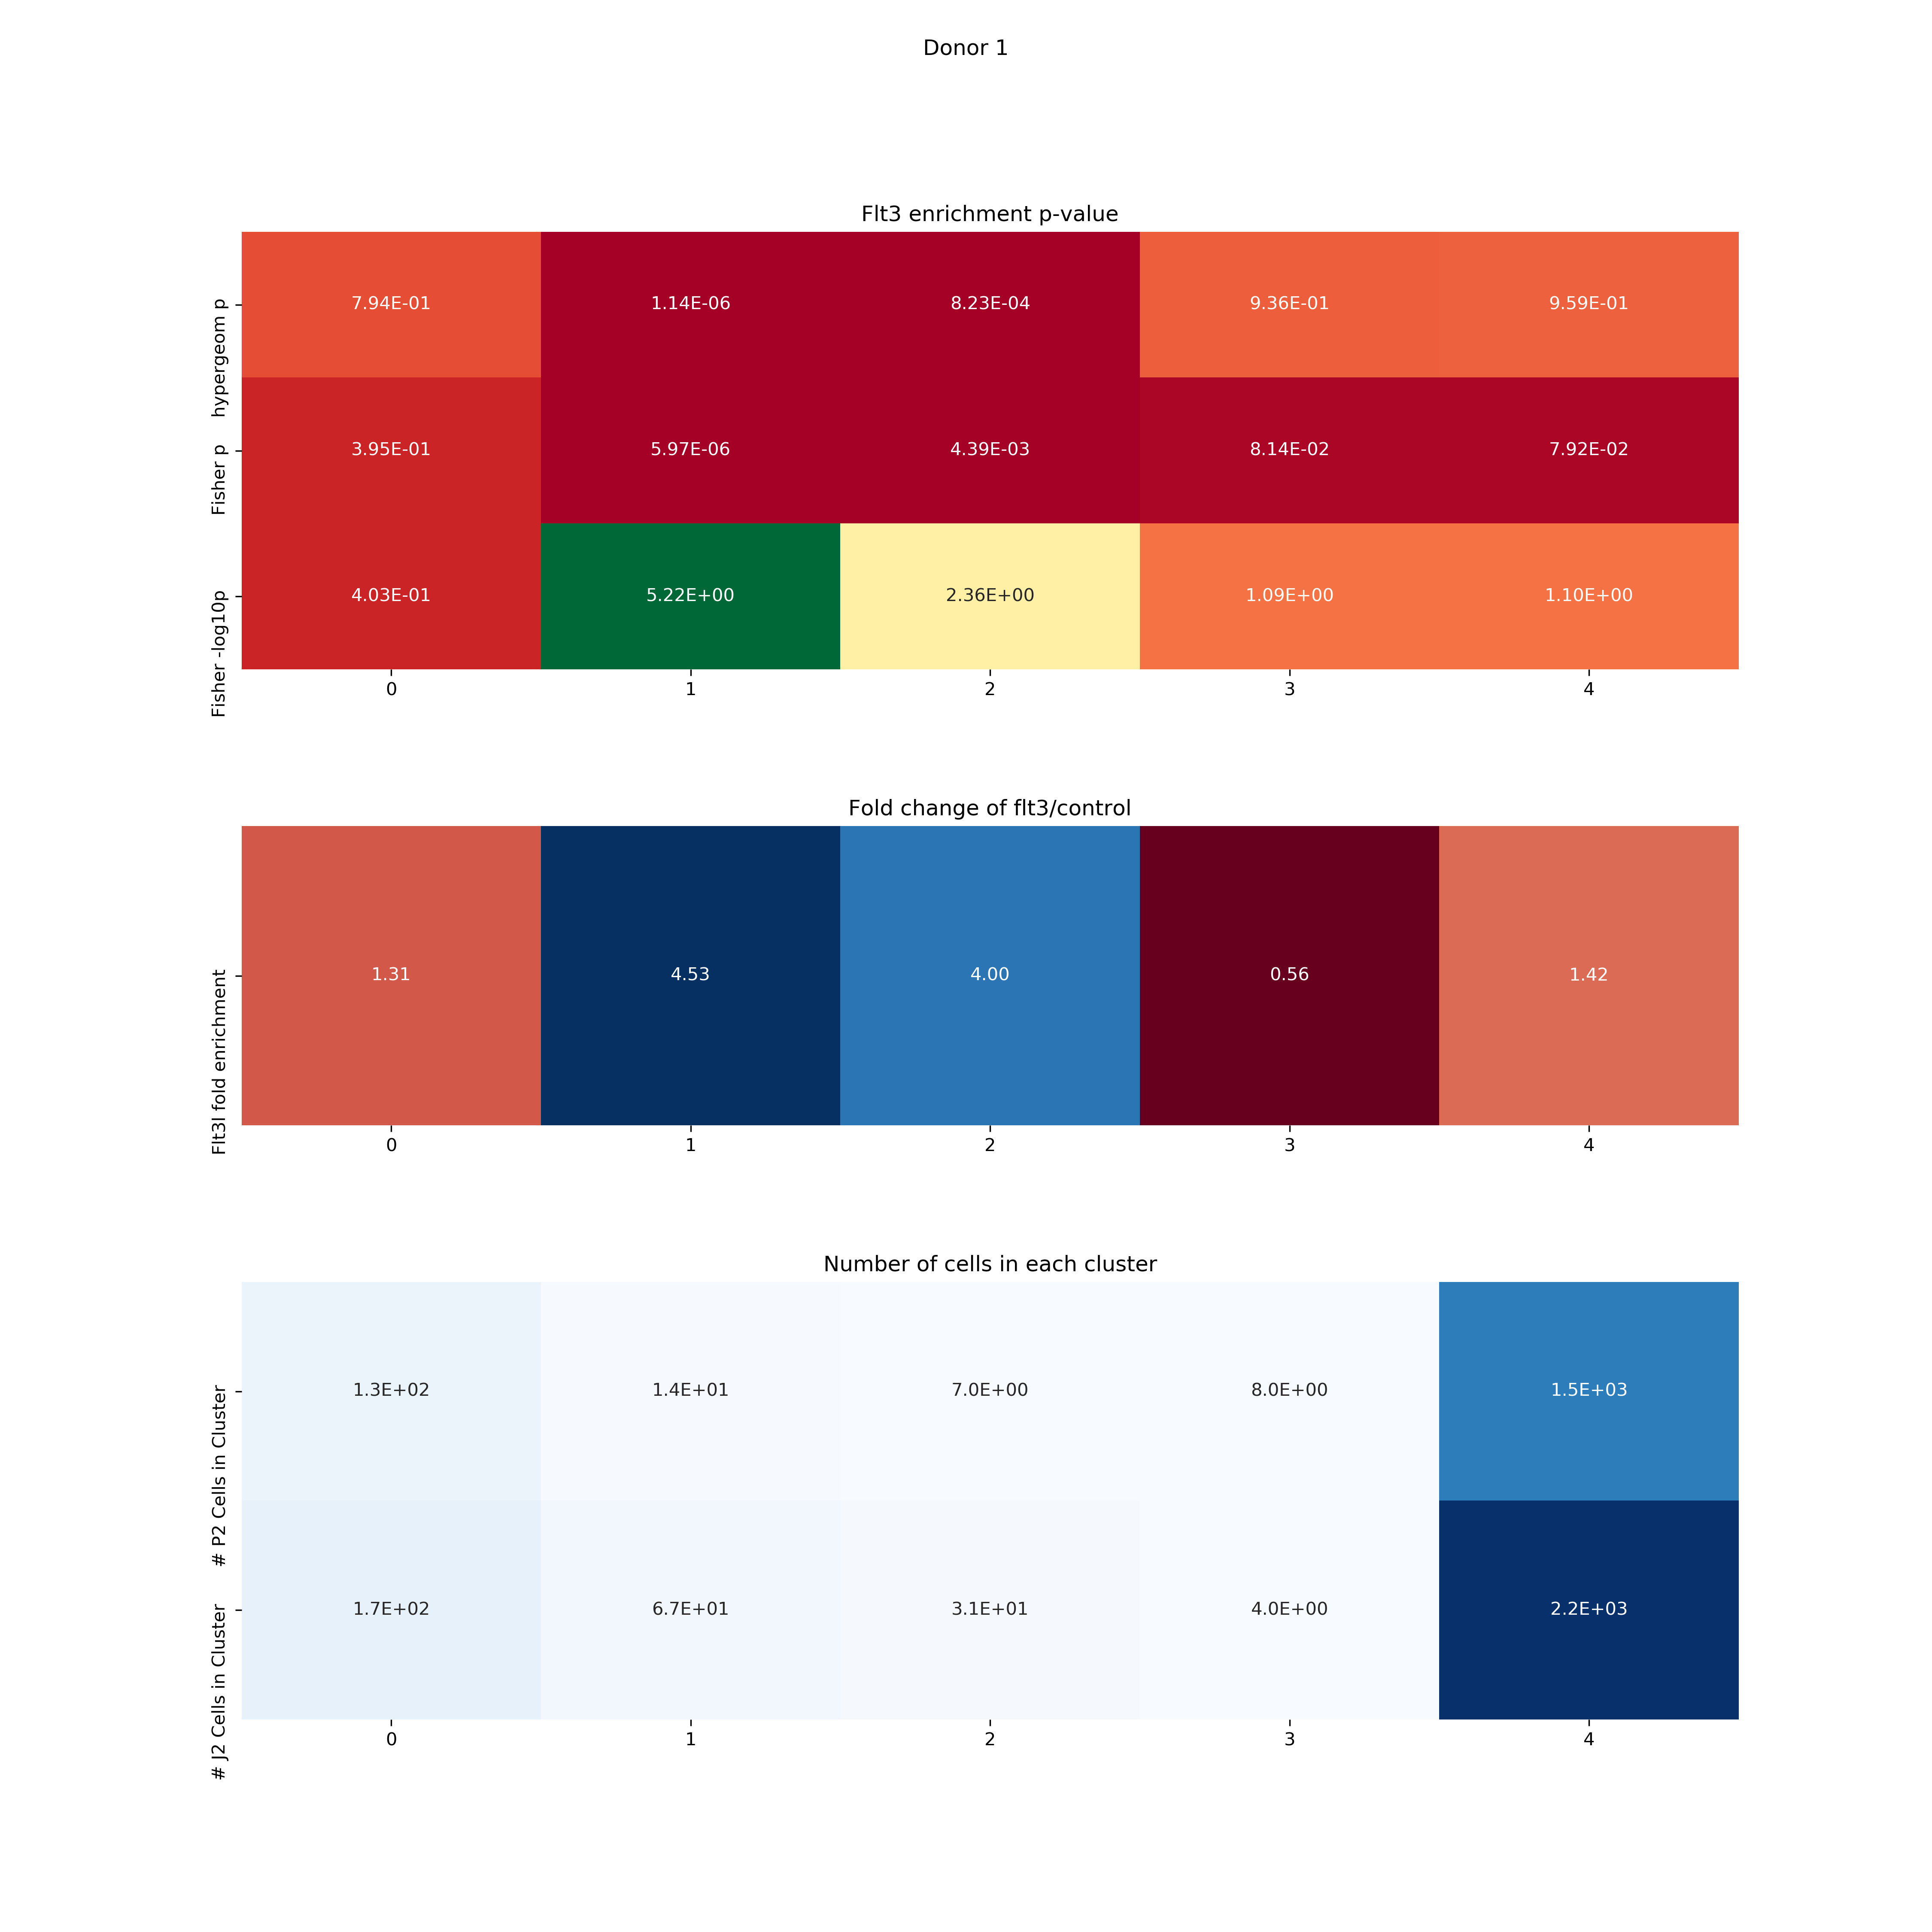 Donor 1
Flt3 enrichment p-value
hypergeom p
7.94E-01 1.14E-06 8.23E-04 9.36E-01 9.59E-01
Fisher p
3.95E-01 5.97E-06 4.39E-03 8.14E-02 7.92E-02
Fisher -log10p
4.03E-01 5.22E+00 2.36E+00 1.09E+00 1.10E+00
0 1 2 3 4
Fold change of flt3/control
Flt3l fold enrichment
1.31 4.53 4.00 0.56 1.42
0 1 2 3 4
Number of cells in each cluster
# P2 Cells in Cluster
1.3E+02 1.4E+01 7.0E+00 8.0E+00 1.5E+03
# J2 Cells in Cluster
1.7E+02 6.7E+01 3.1E+01 4.0E+00 2.2E+03
0 1 2 3 4